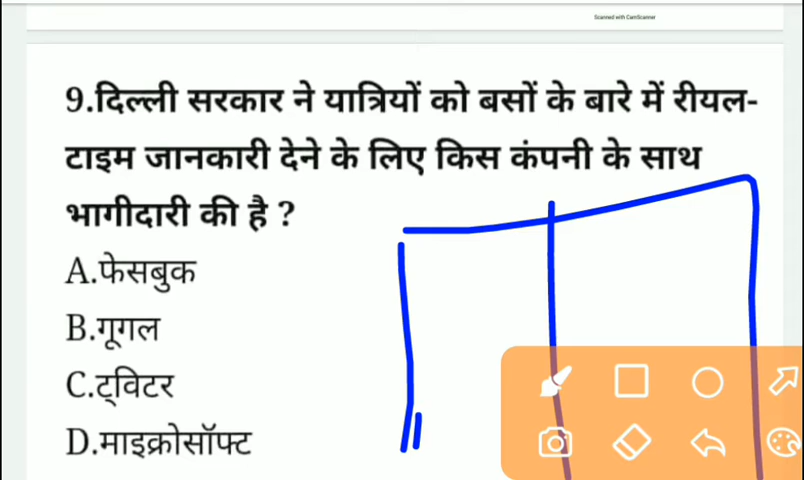 Scanned with CamScanner
9.दिल्ली सरकार ने यात्रियों को बसों के बारे में रीयल-
टाइम जानकारी देने के लिए किस कंपनी के साथ
भागीदारी की है ?
A.फेसबुक
B.गूगल
C.ट्विटर
D.माइक्रोसॉफ्ट